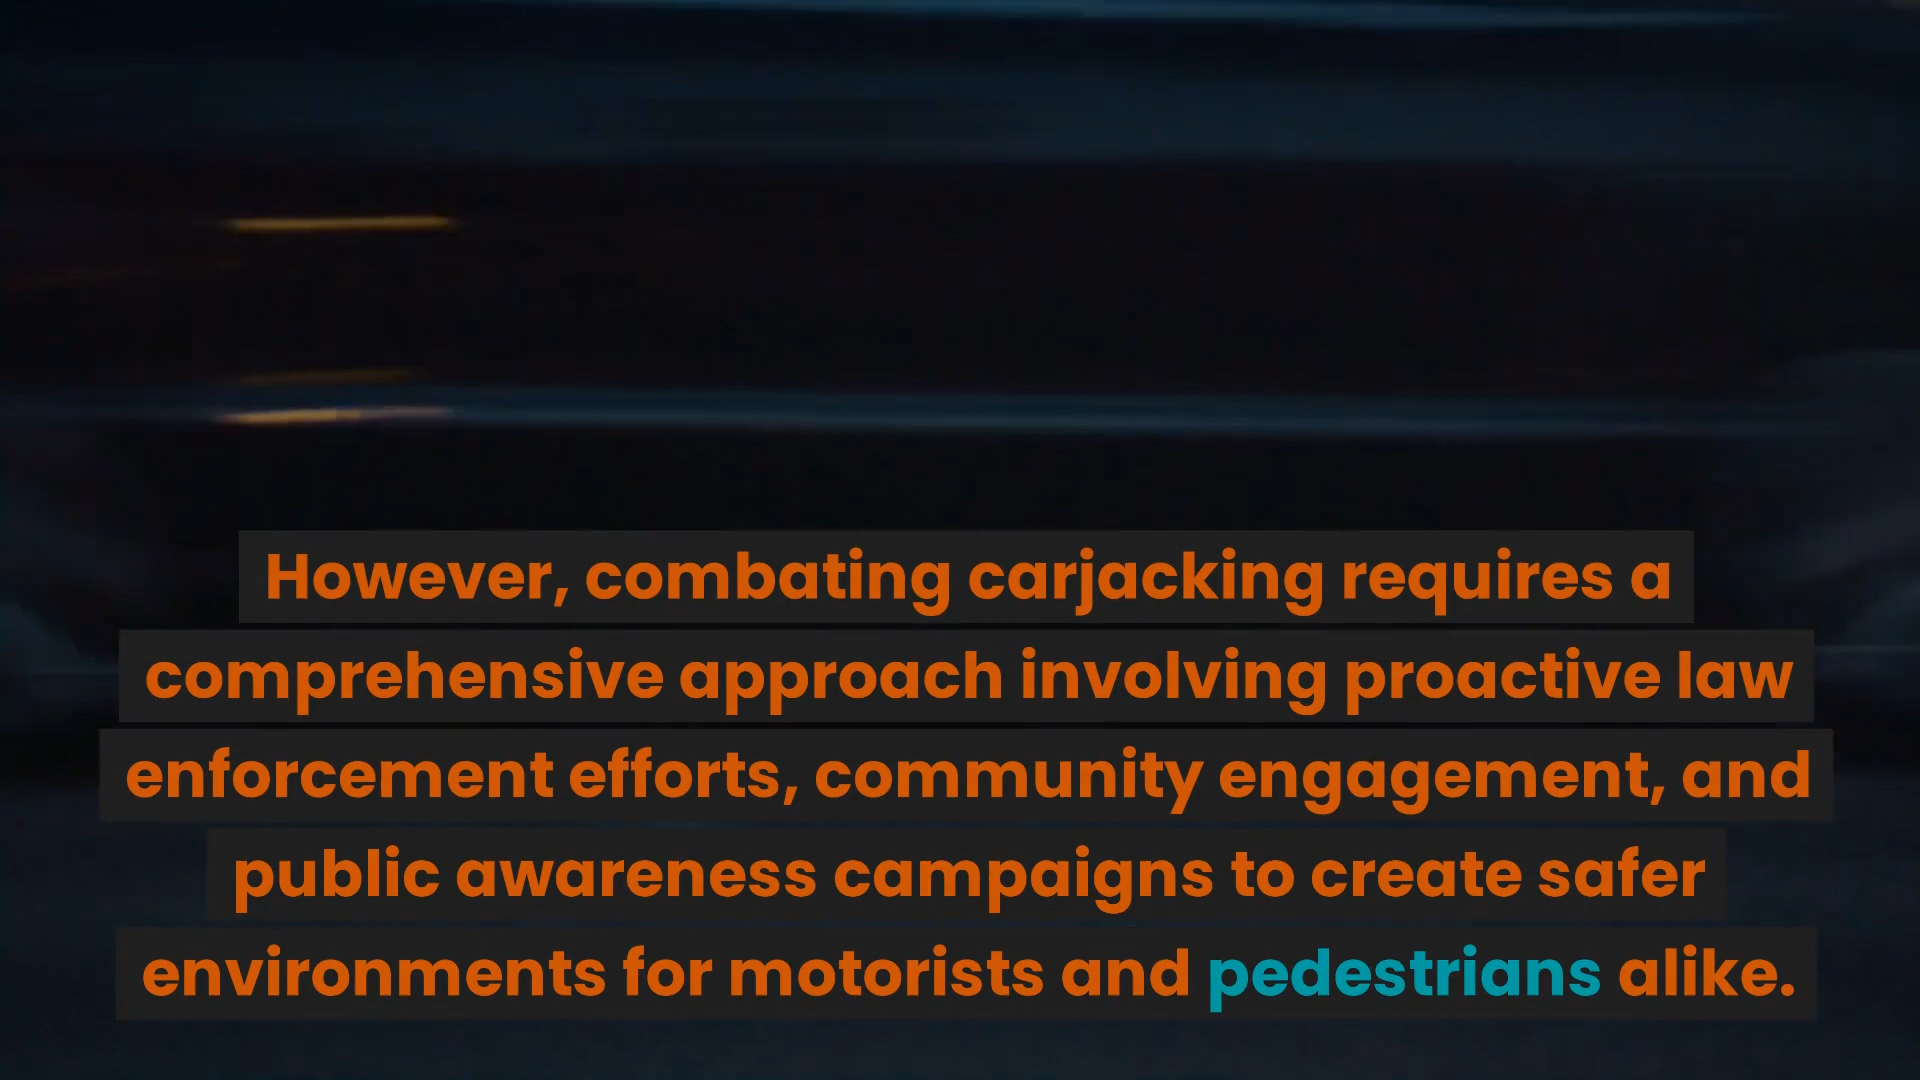 However, combating carjacking requires a
comprehensive approach involving proactive law
enforcement efforts, community engagement, and
public awareness campaigns to create safer
environments for motorists and pedestrians alike.